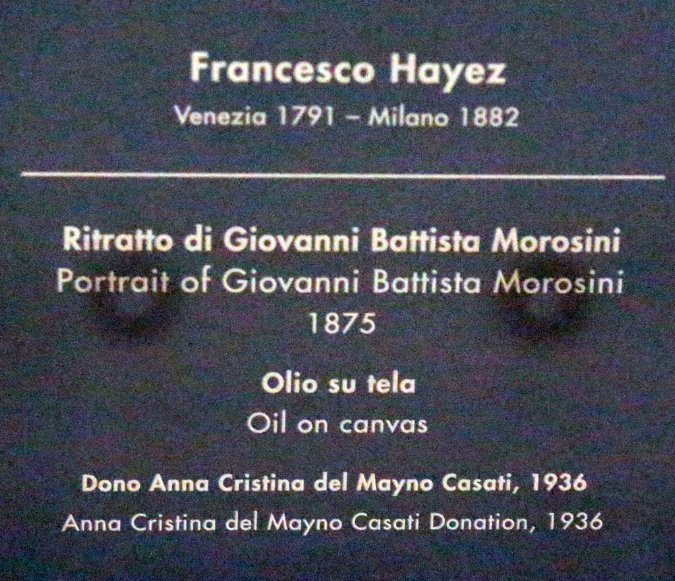 Francesco Hayez
Venezia 1791 – Milano 1882
Ritratto di Giovanni Battista Morosini
Portrait of Giovanni Battista Morosini
1875
Olio su tela
Oil on canvas
Dono Anna Cristina del Mayno Casati, 1936
Anna Cristina del Mayno Casati Donation, 1936